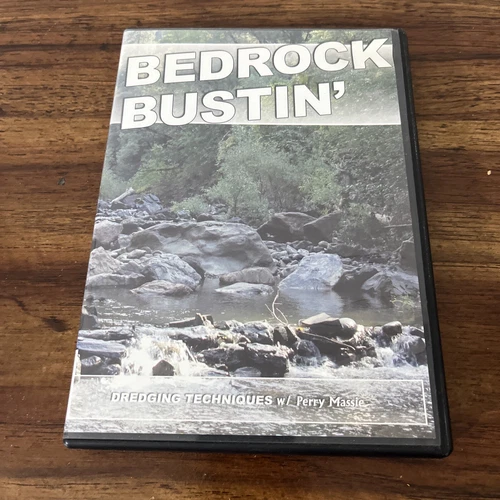 BEDROCK
BUSTIN'
DREDGING TECHNIQUES w/ Perry Massie